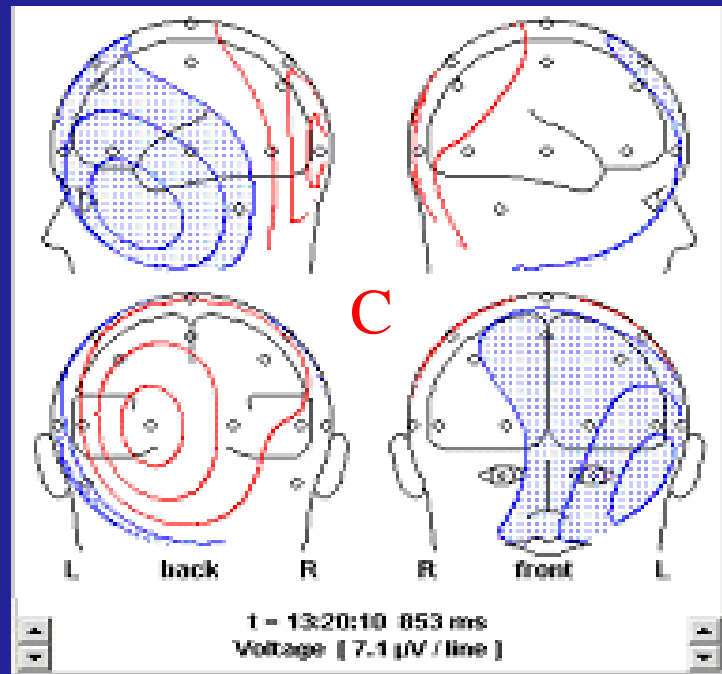 C
L back R
R front L
t = 13:20:10 853 ms
Voltage [ 7.1 µV / line ]